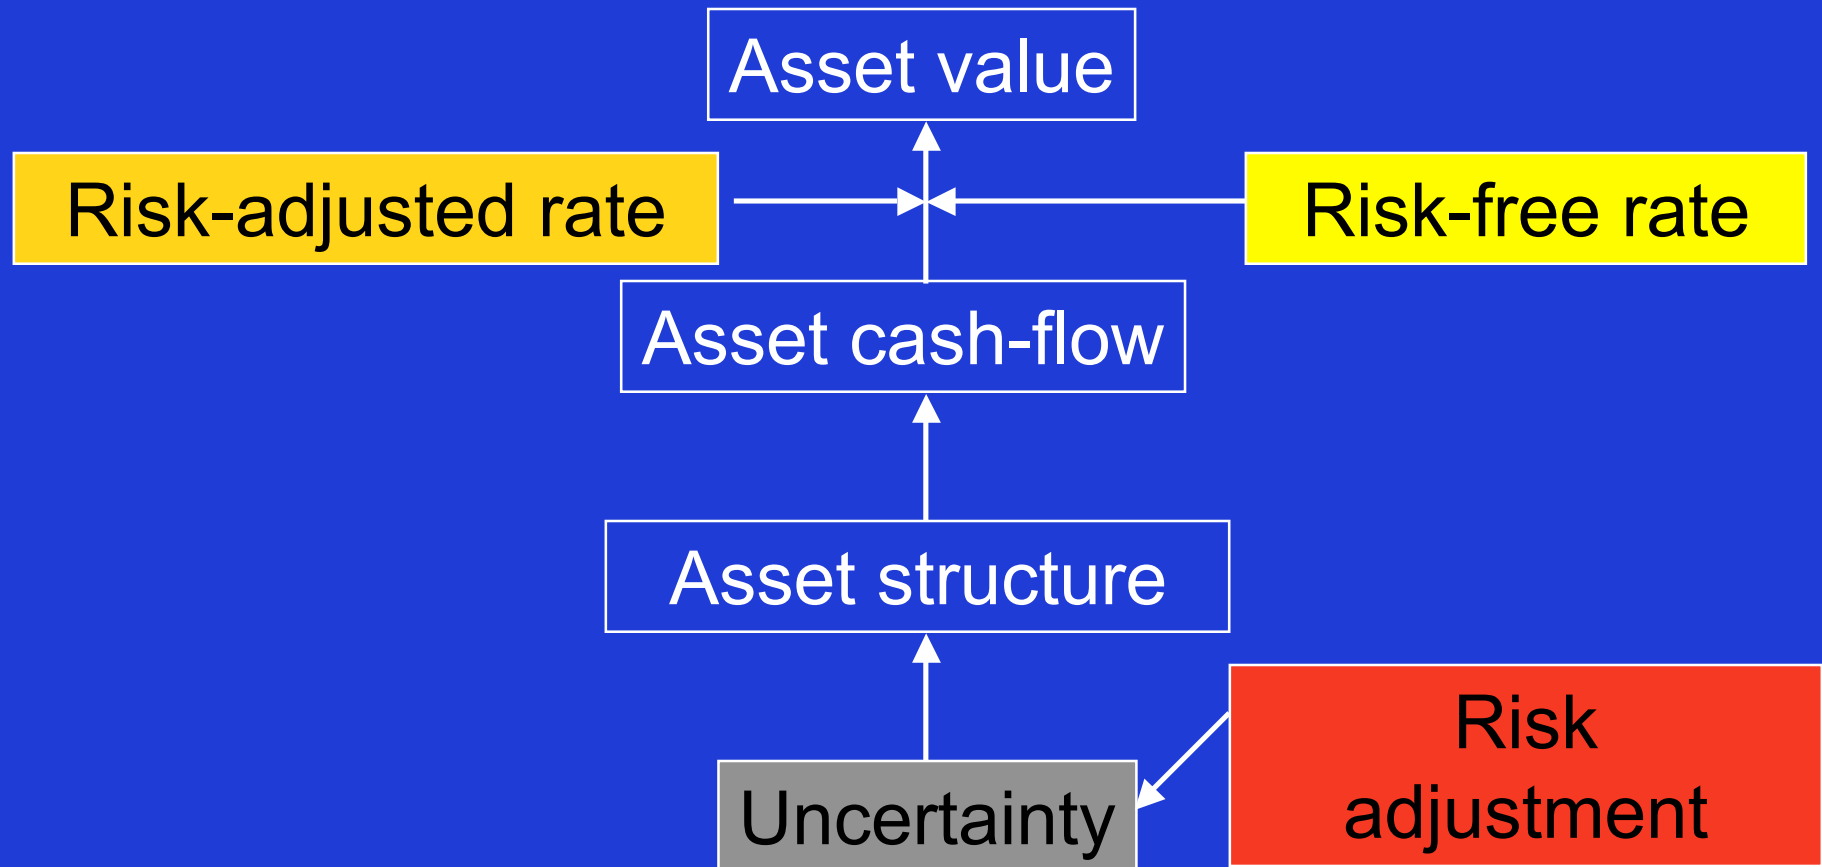 Asset value
Risk-adjusted rate
Risk-free rate
Asset cash-flow
Asset structure
Risk
adjustment
Uncertainty